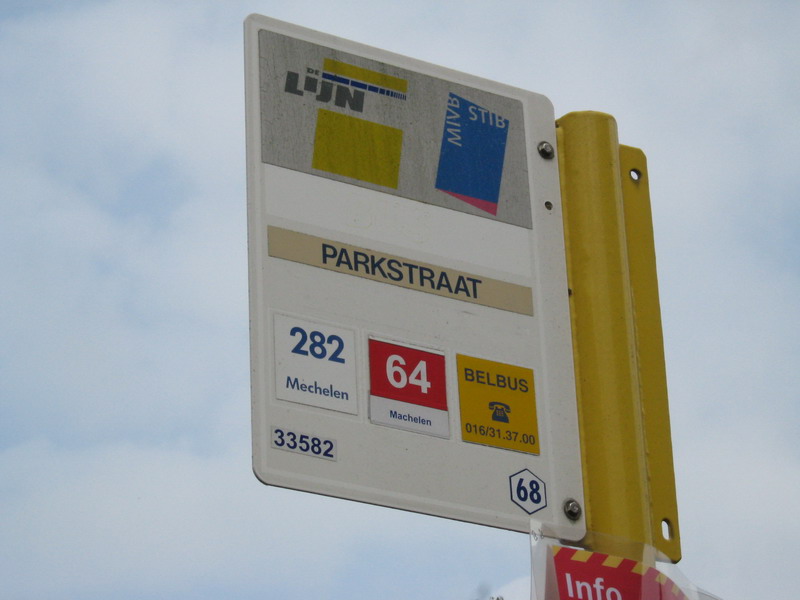 DE
LIJN
MIVB
STIB
PARKSTRAAT
282
Mechelen
64
Machelen
BELBUS
016/31.37.00
33582
68
Info